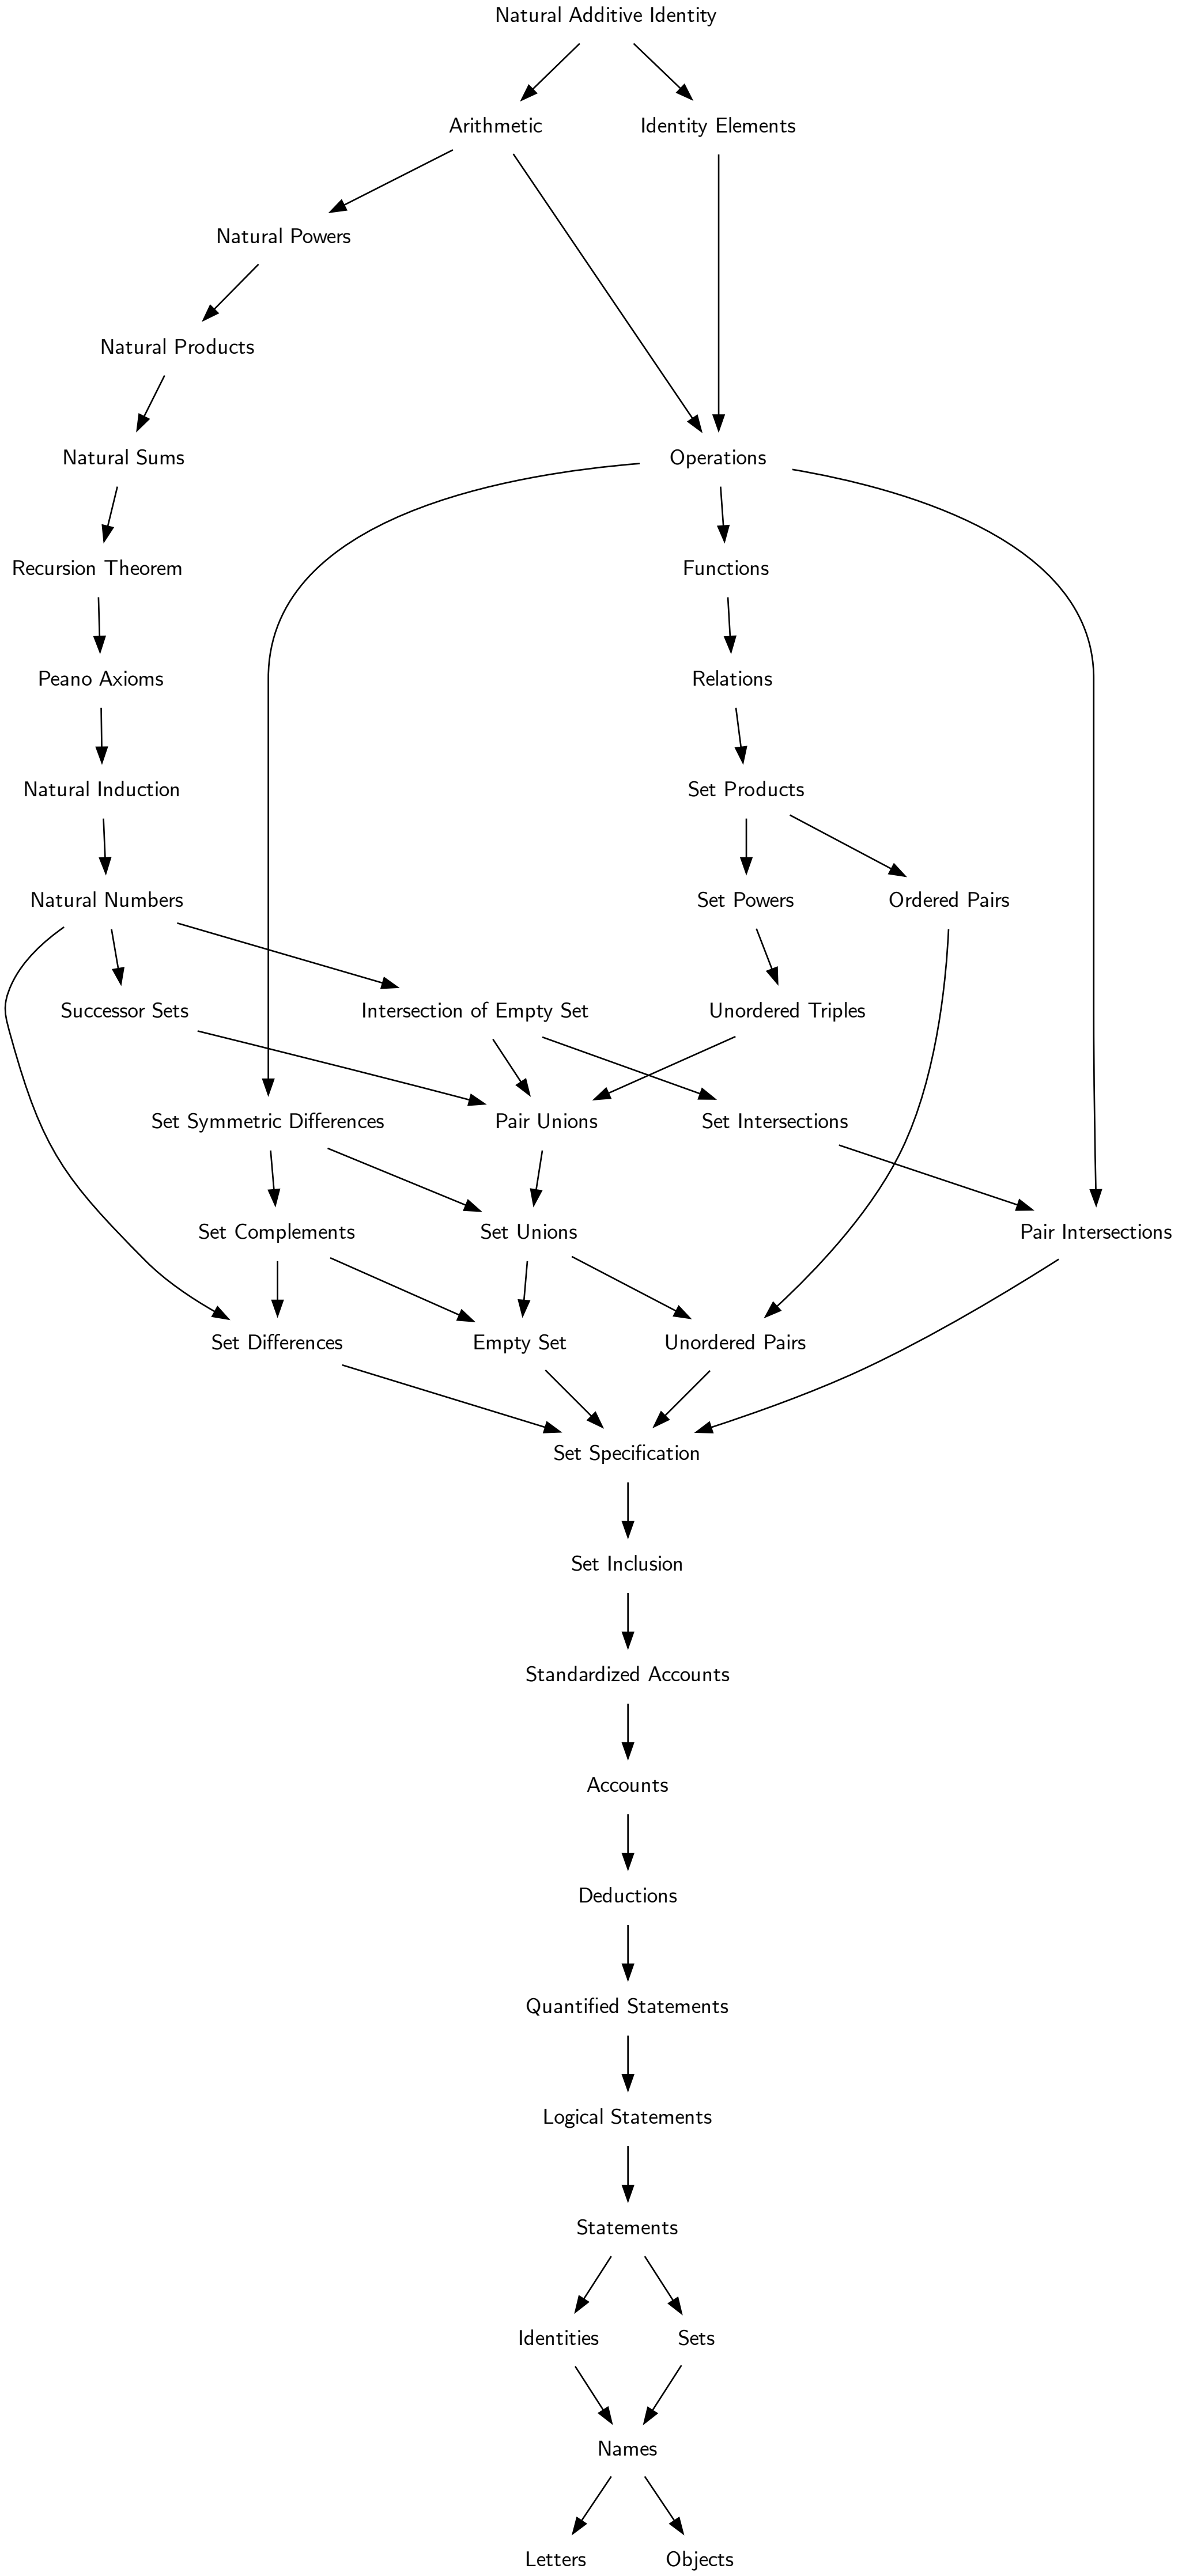 Natural Additive Identity
Arithmetic
Identity Elements
Natural Powers
Natural Products
Natural Sums
Operations
Recursion Theorem
Functions
Peano Axioms
Relations
Natural Induction
Set Products
Natural Numbers
Set Powers
Ordered Pairs
Successor Sets
Intersection of Empty Set
Unordered Triples
Set Symmetric Differences
Pair Unions
Set Intersections
Set Complements
Set Unions
Pair Intersections
Set Differences
Empty Set
Unordered Pairs
Set Specification
Set Inclusion
Standardized Accounts
Accounts
Deductions
Quantified Statements
Logical Statements
Statements
Identities
Sets
Names
Letters
Objects